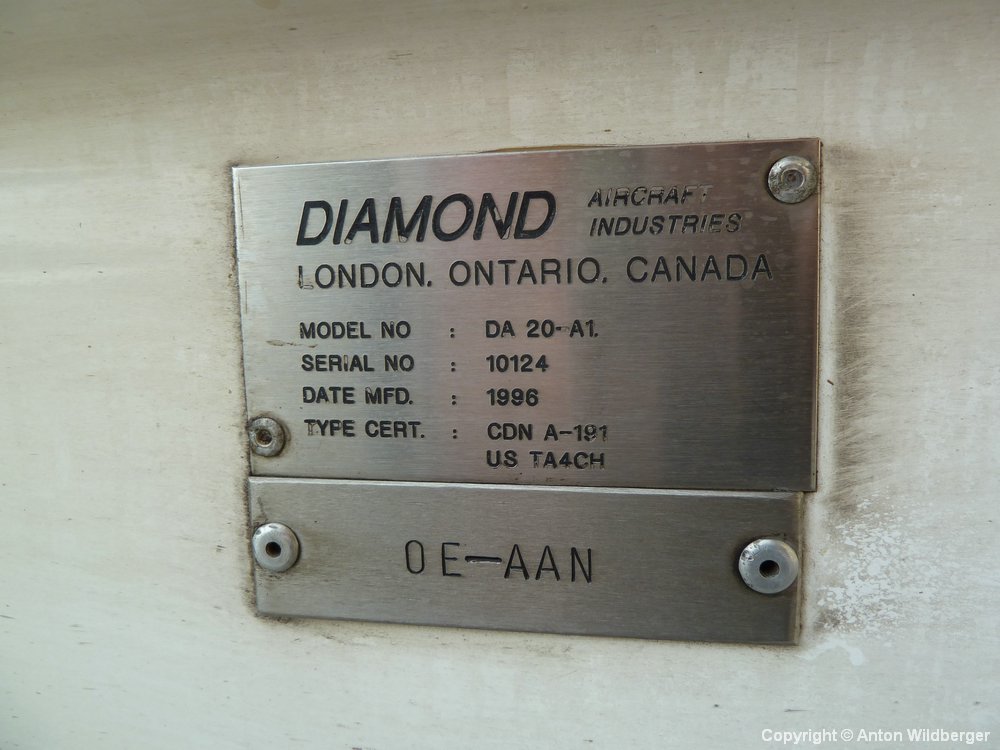 DIAMOND AIRCRAFT INDUSTRIES
LONDON, ONTARIO, CANADA
MODEL NO : DA 20-A1.
SERIAL NO : 10124
DATE MFD. : 1996
TYPE CERT. : CDN A-191
US TA4CH
OE-AAN
Copyright © Anton Wildberger